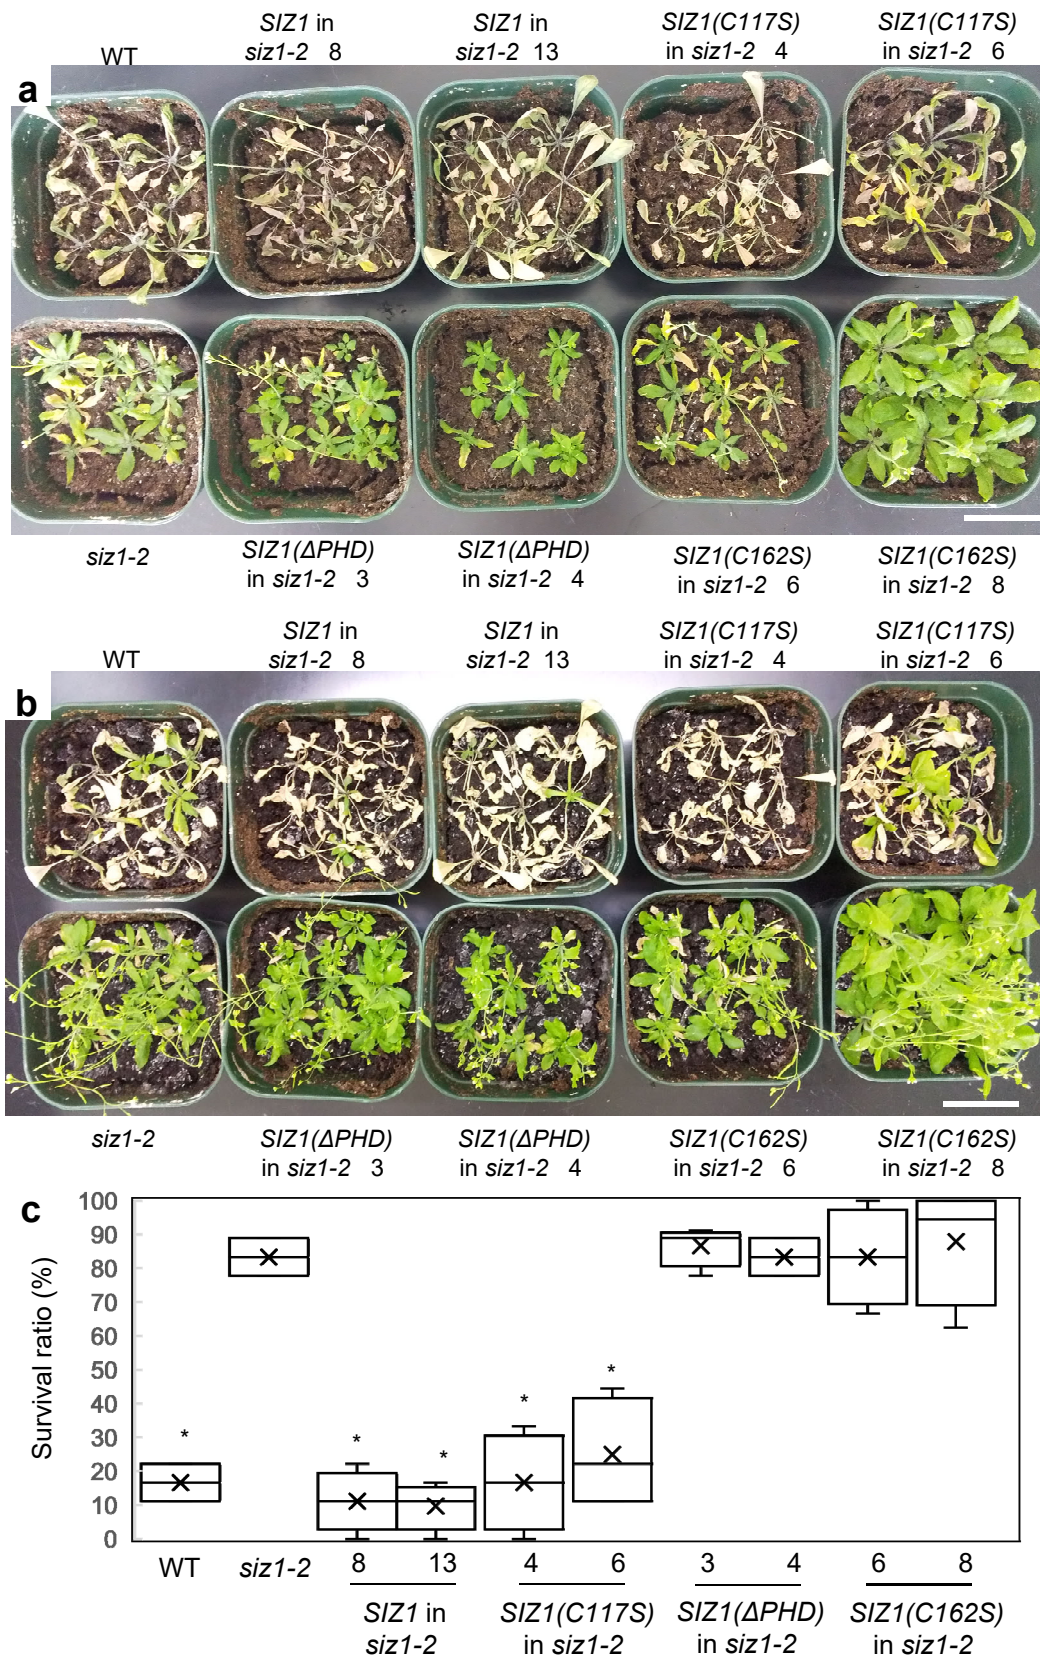 SIZ1 in
SIZ1 in
SIZ1(C117S)
SIZ1(C117S)
WT
siz1-2 8
siz1-2 13
in siz1-2 4
in siz1-2 6
a
siz1-2
SIZ1(ΔPHD)
in siz1-2 3
SIZ1(ΔPHD)
in siz1-2 4
SIZ1(C162S)
in siz1-2 6
SIZ1(C162S)
in siz1-2 8
WT
SIZ1 in
siz1-2 8
SIZ1 in
siz1-2 13
SIZ1(C117S)
in siz1-2 4
SIZ1(C117S)
in siz1-2 6
b
siz1-2
SIZ1(ΔPHD)
in siz1-2 3
SIZ1(ΔPHD)
in siz1-2 4
SIZ1(C162S)
in siz1-2 6
SIZ1(C162S)
in siz1-2 8
c
Survival ratio (%)
100
90
80
70
60
50
40
30
20
10
0
*
*
*
*
*
WT
siz1-2
8
13
4
6
3
4
6
8
SIZ1 in
siz1-2
SIZ1(C117S)
in siz1-2
SIZ1(ΔPHD)
in siz1-2
SIZ1(C162S)
in siz1-2